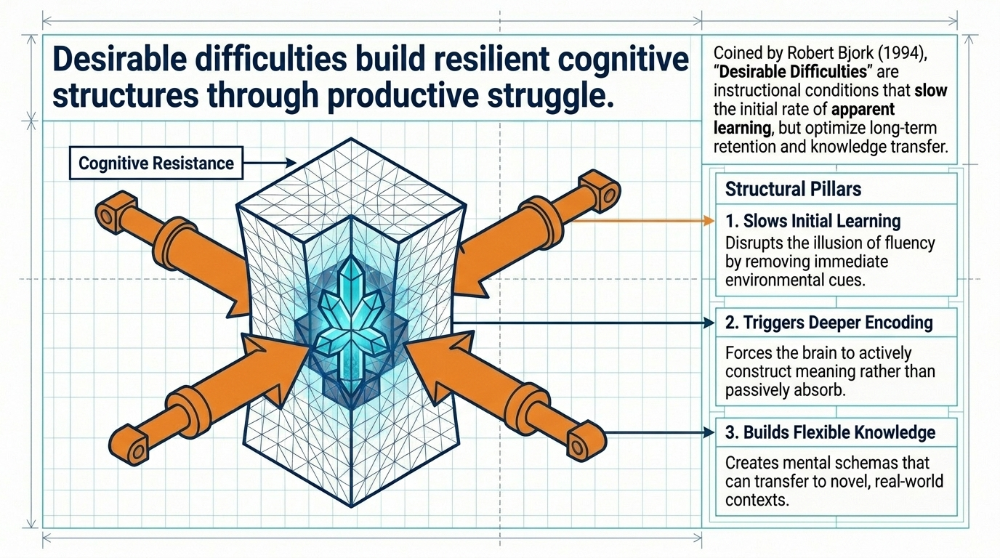 Desirable difficulties build resilient cognitive
structures through productive struggle.
Coined by Robert Bjork (1994),
“Desirable Difficulties” are
instructional conditions that slow
the initial rate of apparent
learning, but optimize long-term
retention and knowledge transfer.
Cognitive Resistance
Structural Pillars
1. Slows Initial Learning
Disrupts the illusion of fluency
by removing immediate
environmental cues.
2. Triggers Deeper Encoding
Forces the brain to actively
construct meaning rather than
passively absorb.
3. Builds Flexible Knowledge
Creates mental schemas that
can transfer to novel, real-world
contexts.